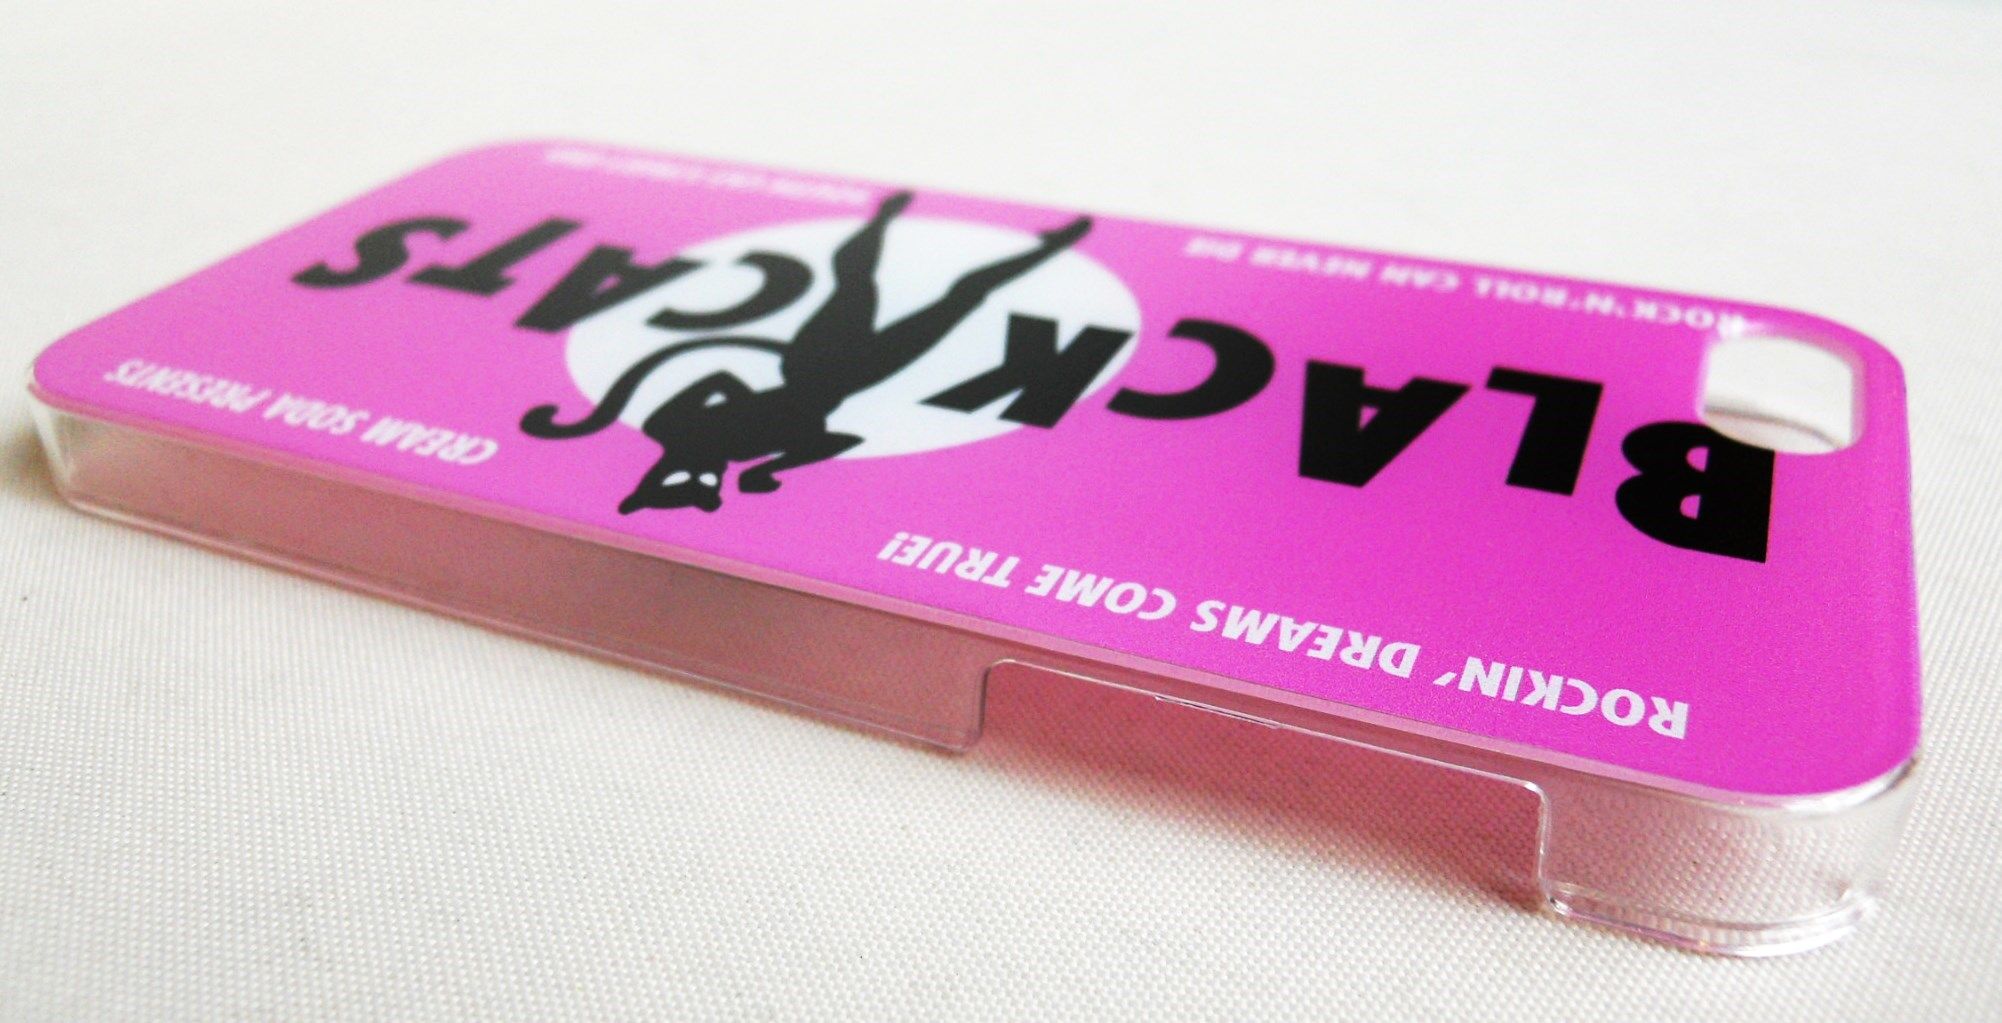 CREAM SODA PRESENTS
ROCKIN' DREAMS COME TRUE!
BLACK CATS
ROCK'N'ROLL CAN NEVER DIE